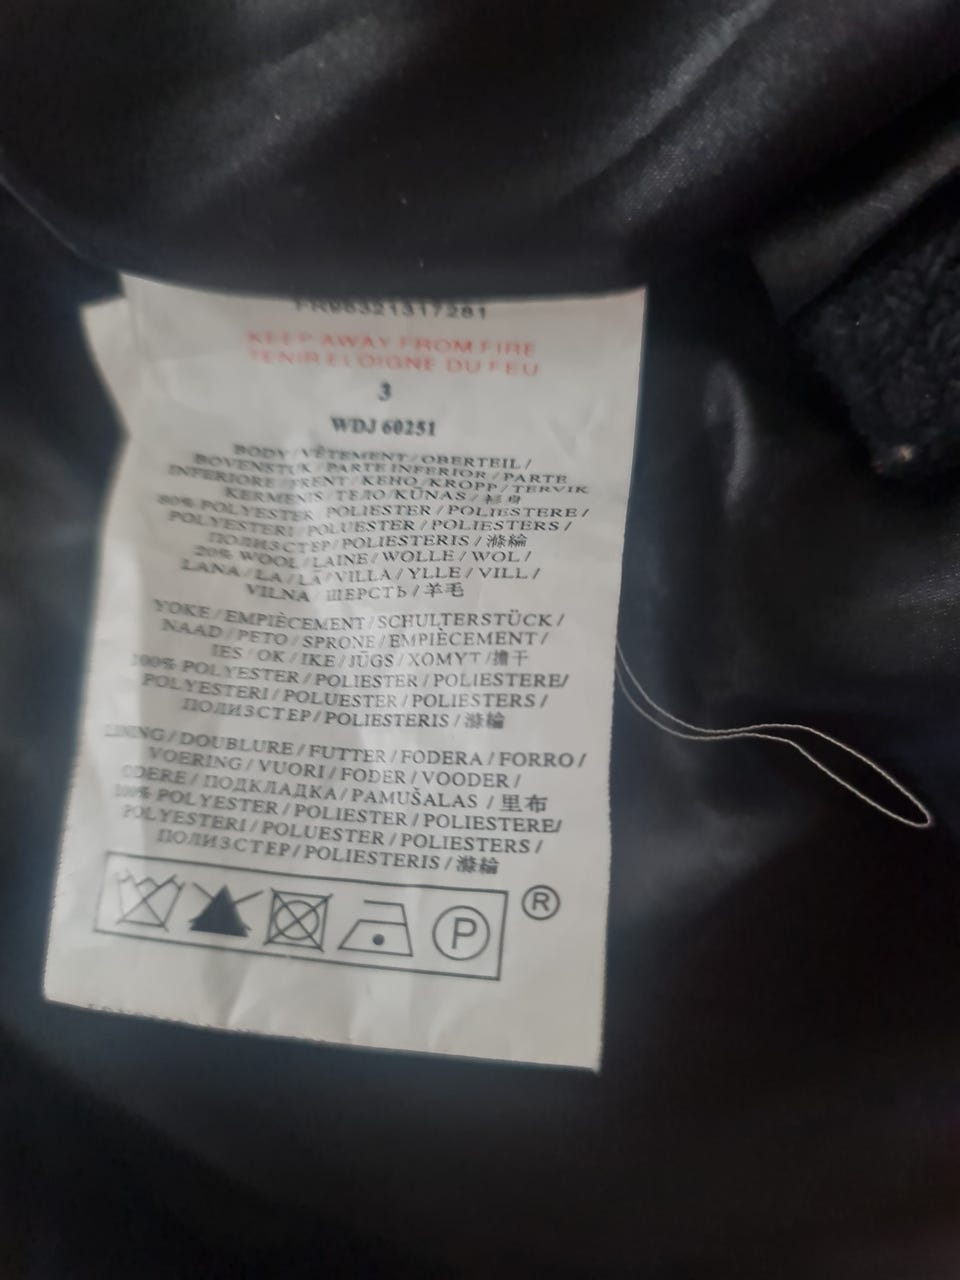 FR96321317281
KEEP AWAY FROM FIRE
TENIR ELOIGNE DU FEU
3
WDJ 60251
BODY / VÊTEMENT / OBERTEIL /
BOVENSTUK / PARTE INFERIOR / PARTE
INFERIORE / KEHO / KROPP / TERVIK
KERMENIS / ТЕЛО / KŪNAS / 衫身
80% POLYESTER / POLIESTER / POLIESTERE /
POLYESTERI / POLUESTER / POLIESTERS /
ПОЛИЗСТЕР / POLIESTERIS / 滌綸
20% WOOL / LAINE / WOLLE / WOL /
LANA / LA / LÃ / VILLA / YLLE / VILL /
VILNA / ШЕРСТЬ / 羊毛
YOKE / EMPIÈCEMENT / SCHULTERSTÜCK /
NAAD / PETO / SPRONE / EMPIÈCEMENT /
IES / OK / IKE / JŪGS / ХОМУТ / 擔干
100% POLYESTER / POLIESTER / POLIESTERE/
POLYESTERI / POLUESTER / POLIESTERS /
ПОЛИЗСТЕР / POLIESTERIS / 滌綸
LINING / DOUBLURE / FUTTER / FODERA / FORRO /
VOERING / VUORI / FODER / VOODER /
ODERE / ПОДКЛАДКА / PAMUŠALAS / 里布
100% POLYESTER / POLIESTER / POLIESTERE/
POLYESTERI / POLUESTER / POLIESTERS /
ПОЛИЗСТЕР / POLIESTERIS / 滌綸
P ®